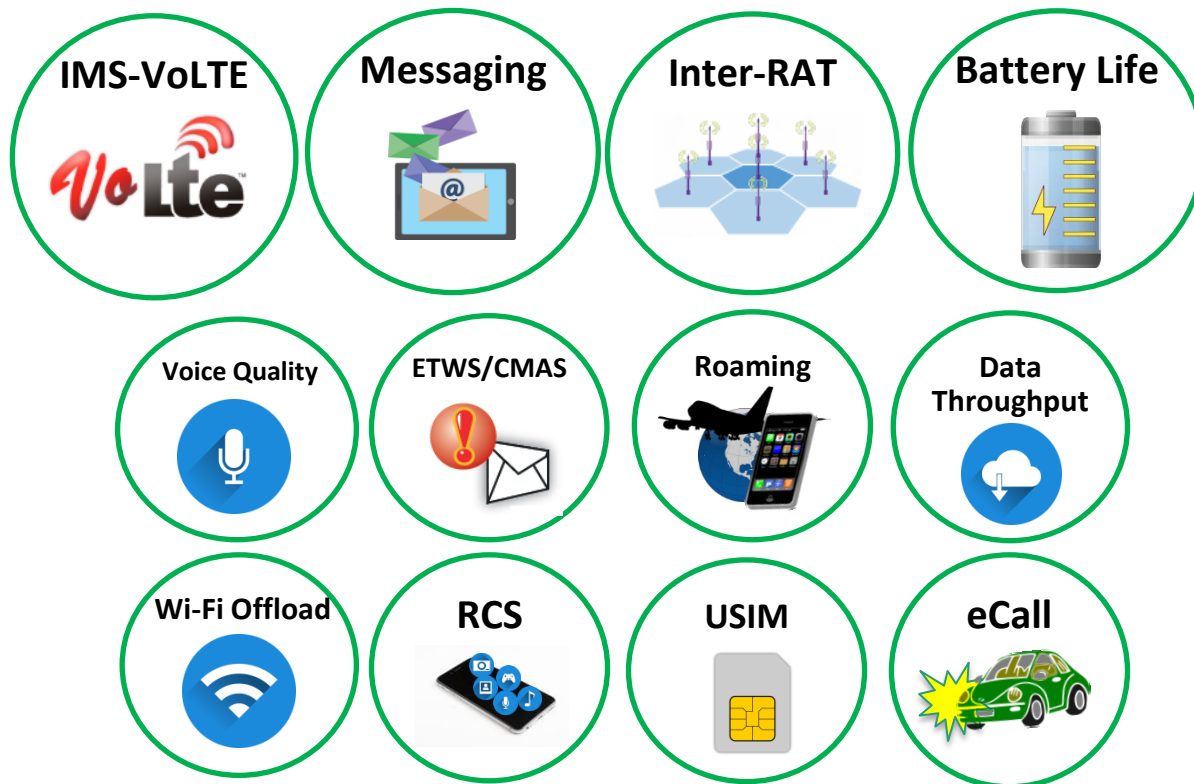 IMS-VoLTE
VoLte™
Messaging
@
Inter-RAT
Battery Life
Voice Quality
ETWS/CMAS
!
Roaming
Data
Throughput
Wi-Fi Offload
RCS
USIM
eCall